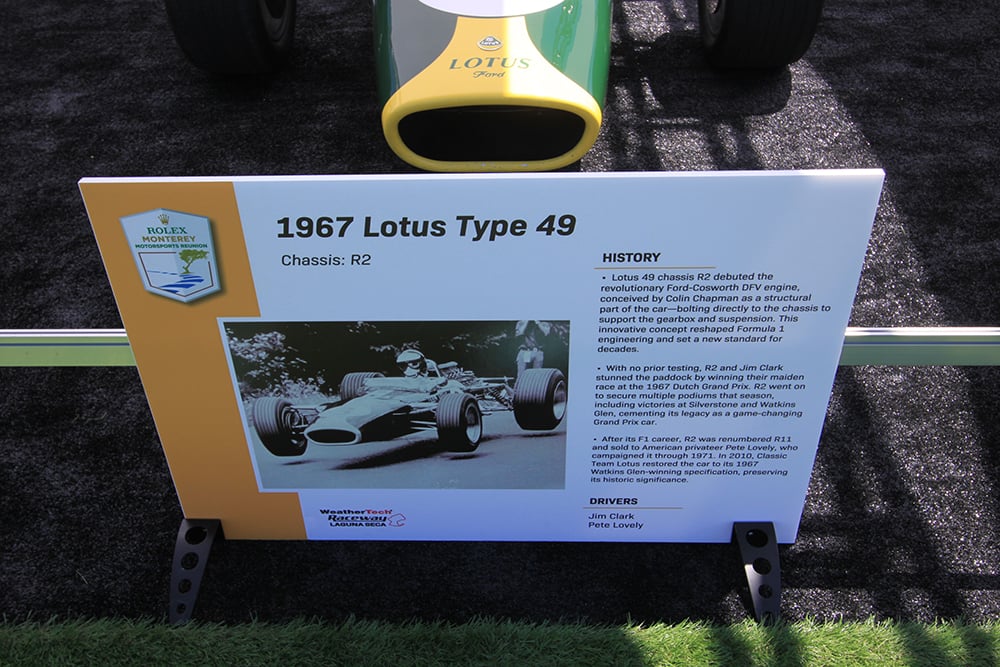 LOTUS
Ford
ROLEX
MONTEREY
MOTORSPORTS REUNION
1967 Lotus Type 49
Chassis: R2
HISTORY
• Lotus 49 chassis R2 debuted the
revolutionary Ford-Cosworth DFV engine,
conceived by Colin Chapman as a structural
part of the car—bolting directly to the chassis to
support the gearbox and suspension. This
innovative concept reshaped Formula 1
engineering and set a new standard for
decades.
• With no prior testing, R2 and Jim Clark
stunned the paddock by winning their maiden
race at the 1967 Dutch Grand Prix. R2 went on
to secure multiple podiums that season,
including victories at Silverstone and Watkins
Glen, cementing its legacy as a game-changing
Grand Prix car.
• After its F1 career, R2 was renumbered R11
and sold to American privateer Pete Lovely, who
campaigned it through 1971. In 2010, Classic
Team Lotus restored the car to its 1967
Watkins Glen-winning specification, preserving
its historic significance.
DRIVERS
Jim Clark
Pete Lovely
WeatherTech
Raceway
LAGUNA SECA